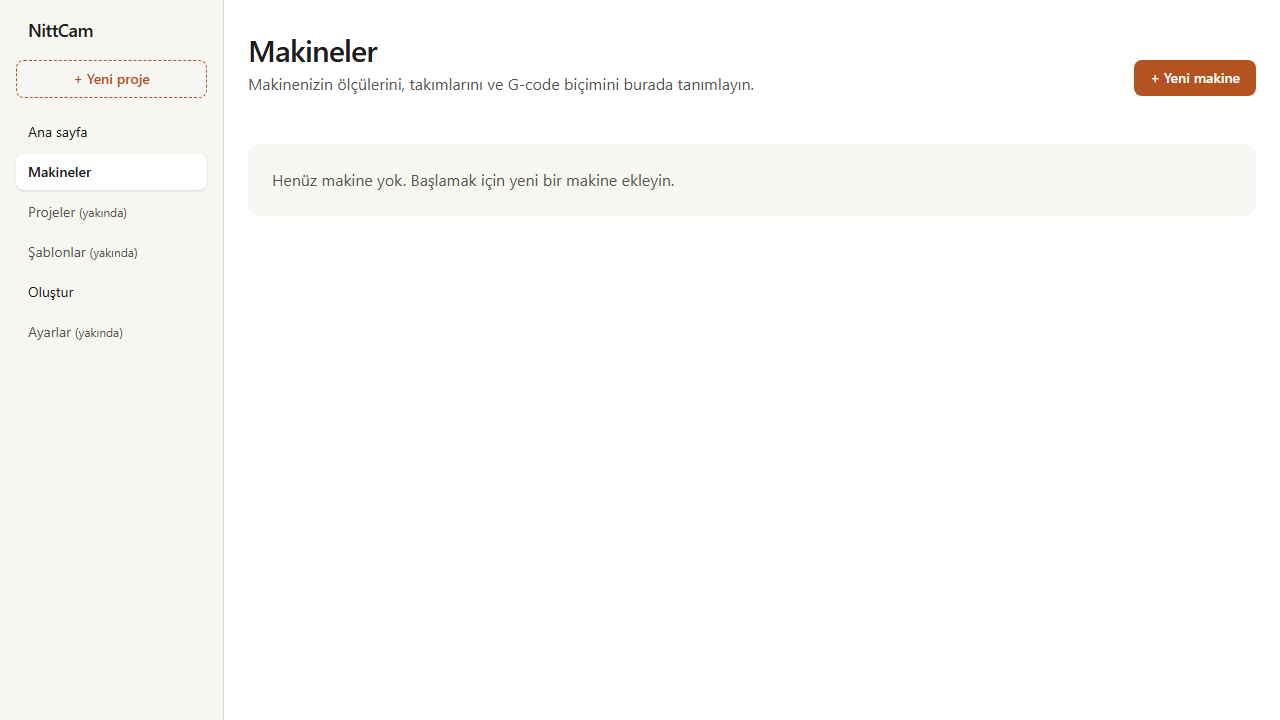 NittCam
+ Yeni proje
Ana sayfa
Makineler
Projeler (yakında)
Şablonlar (yakında)
Oluştur
Ayarlar (yakında)
Makineler
Makinenizin ölçülerini, takımlarını ve G-code biçimini burada tanımlayın.
+ Yeni makine
Henüz makine yok. Başlamak için yeni bir makine ekleyin.